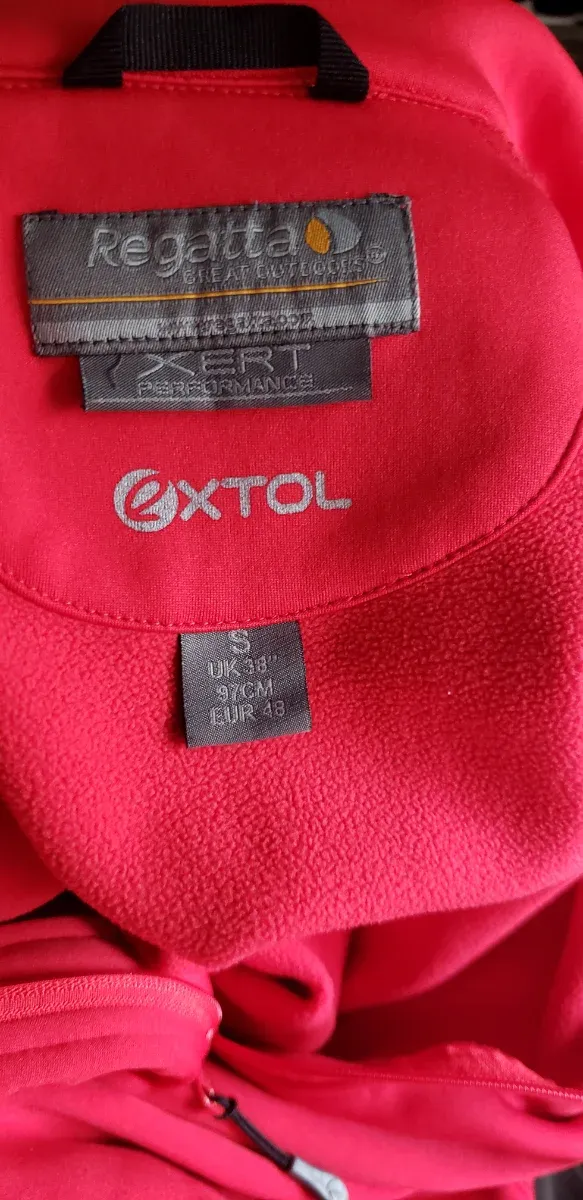 Regatta
GREAT OUTDOORS
XERT
PERFORMANCE
EXTOL
S
UK 38"
97CM
EUR 48